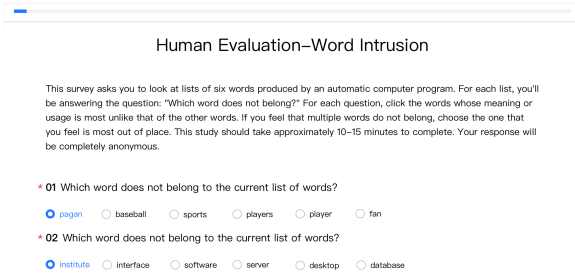 Human Evaluation–Word Intrusion
This survey asks you to look at lists of six words produced by an automatic computer program. For each list, you'll
be answering the question: "Which word does not belong?" For each question, click the words whose meaning or
usage is most unlike that of the other words. If you feel that multiple words do not belong, choose the one that
you feel is most out of place. This study should take approximately 10–15 minutes to complete. Your response will
be completely anonymous.
* 01 Which word does not belong to the current list of words?
pagan baseball sports players player fan
* 02 Which word does not belong to the current list of words?
institute interface software server desktop database